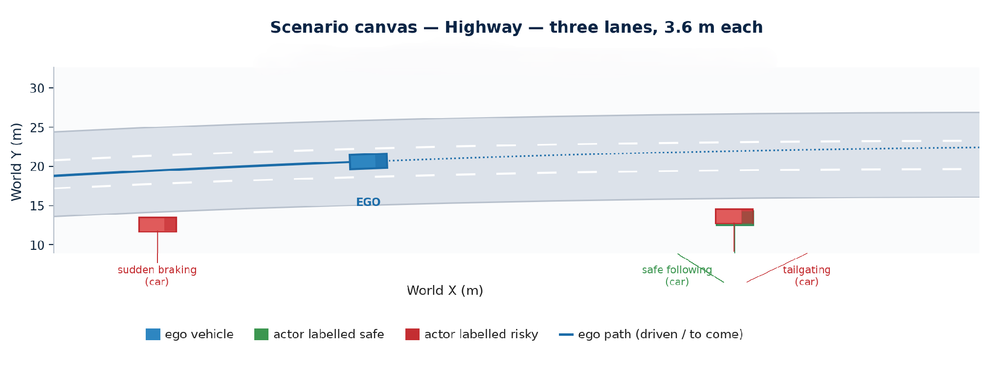 Scenario canvas — Highway — three lanes, 3.6 m each
World Y (m)
30
25
20
15
10
EGO
sudden braking
(car)
safe following
(car)
tailgating
(car)
World X (m)
ego vehicle
actor labelled safe
actor labelled risky
ego path (driven / to come)